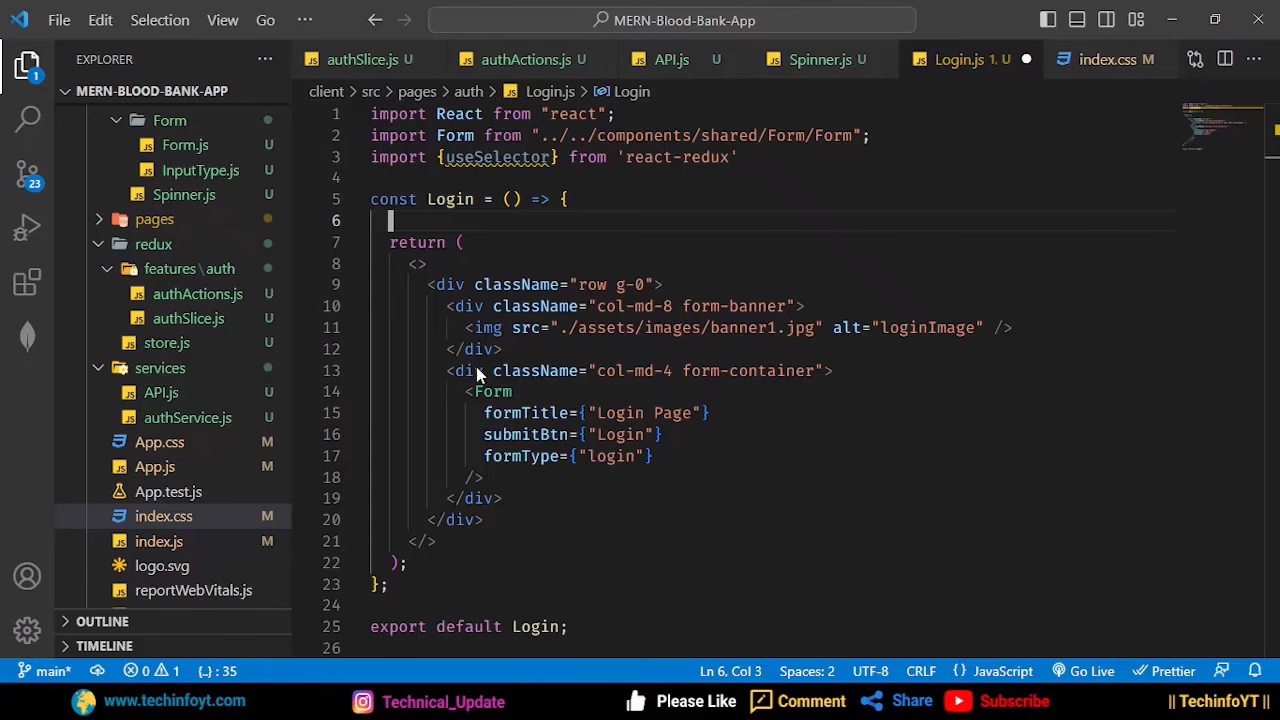 File Edit Selection View Go ··· MERN-Blood-Bank-App
EXPLORER ···
authSlice.js U authActions.js U API.js U Spinner.js U Login.js 1, U index.css M ···
MERN-BLOOD-BANK-APP
client > src > pages > auth > Login.js > Login
Form
Form.js U
InputType.js U
Spinner.js U
pages
redux
features\auth
authActions.js U
authSlice.js U
store.js U
services
API.js U
authService.js U
App.css M
App.js M
App.test.js
index.css M
index.js M
logo.svg
reportWebVitals.js
OUTLINE
TIMELINE
1
23
1 import React from "react";
2 import Form from "../../components/shared/Form/Form";
3 import {useSelector} from 'react-redux'
4
5 const Login = () => {
6
7 return (
8 <>
9 <div className="row g-0">
10 <div className="col-md-8 form-banner">
11 <img src="./assets/images/banner1.jpg" alt="loginImage" />
12 </div>
13 <div className="col-md-4 form-container">
14 <Form
15 formTitle={"Login Page"}
16 submitBtn={"Login"}
17 formType={"login"}
18 />
19 </div>
20 </div>
21 </>
22 );
23 };
24
25 export default Login;
26
main* 0 1 {..} : 35 Ln 6, Col 3 Spaces: 2 UTF-8 CRLF {} JavaScript Go Live Prettier
www.techinfoyt.com Technical_Update Please Like Comment Share Subscribe || TechinfoYT ||